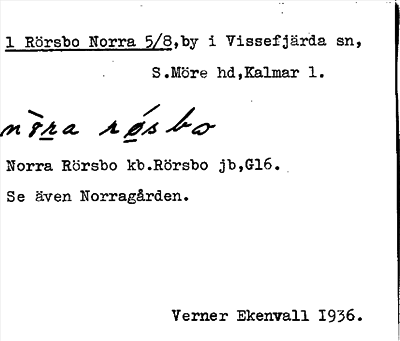 1 Rörsbo Norra 5/8,by i Vissefjärda sn,
S.Möre hd,Kalmar l.
Norra Rörsbo kb.Rörsbo jb,G16.
Se även Norragården.
Verner Ekenvall I936.